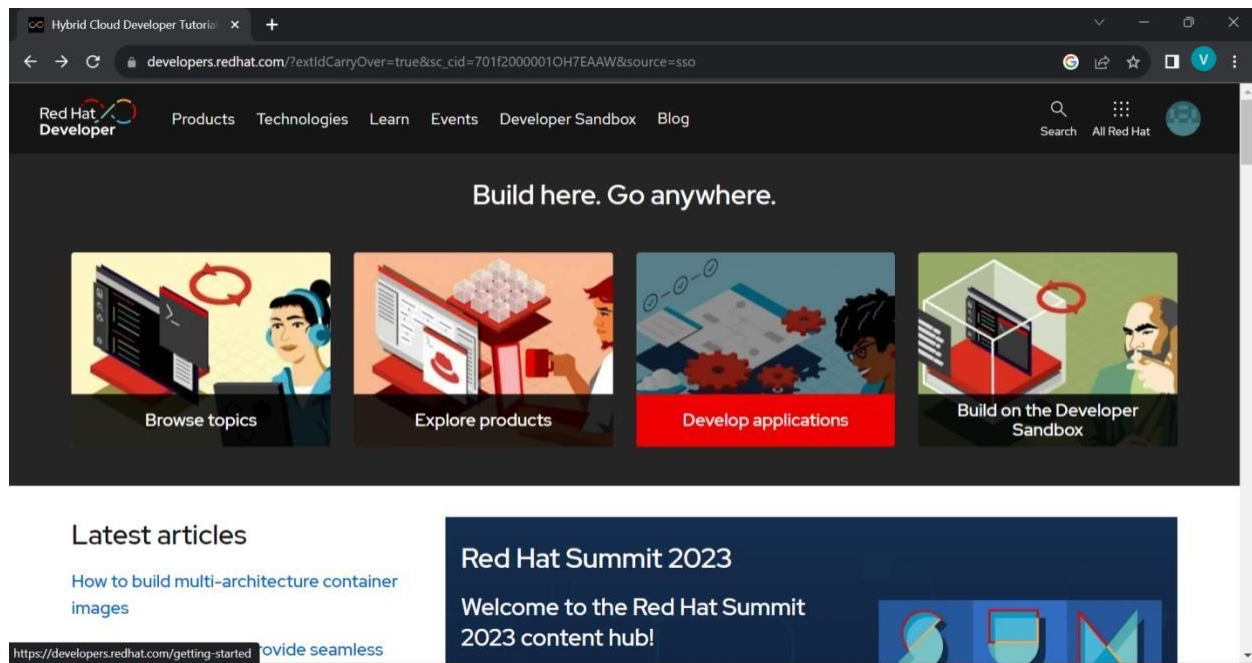 Hybrid Cloud Developer Tutorial
developers.redhat.com/?extIdCarryOver=true&sc_cid=701f2000001OH7EAAW&source=sso
V
Red Hat
Developer
Products Technologies Learn Events Developer Sandbox Blog
Search All Red Hat
Build here. Go anywhere.
Browse topics
Explore products
Develop applications
Build on the Developer
Sandbox
Latest articles
How to build multi-architecture container
images
ovide seamless
Red Hat Summit 2023
Welcome to the Red Hat Summit
2023 content hub!
SUM
https://developers.redhat.com/getting-started